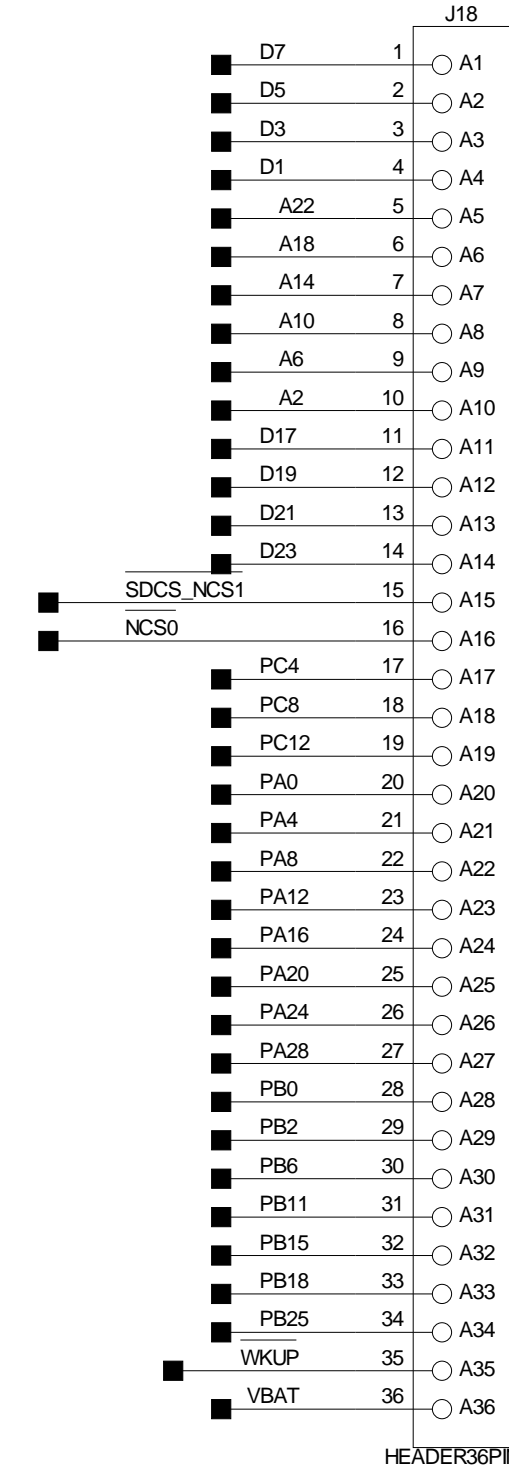 J18
D7 1 A1
D5 2 A2
D3 3 A3
D1 4 A4
A22 5 A5
A18 6 A6
A14 7 A7
A10 8 A8
A6 9 A9
A2 10 A10
D17 11 A11
D19 12 A12
D21 13 A13
D23 14 A14
SDCS_NCS1 15 A15
NCS0 16 A16
PC4 17 A17
PC8 18 A18
PC12 19 A19
PA0 20 A20
PA4 21 A21
PA8 22 A22
PA12 23 A23
PA16 24 A24
PA20 25 A25
PA24 26 A26
PA28 27 A27
PB0 28 A28
PB2 29 A29
PB6 30 A30
PB11 31 A31
PB15 32 A32
PB18 33 A33
PB25 34 A34
WKUP 35 A35
VBAT 36 A36
HEADER36PIN